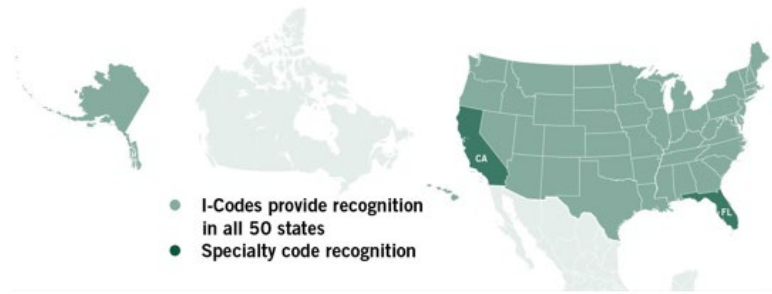 CA
FL
I-Codes provide recognition
in all 50 states
Specialty code recognition